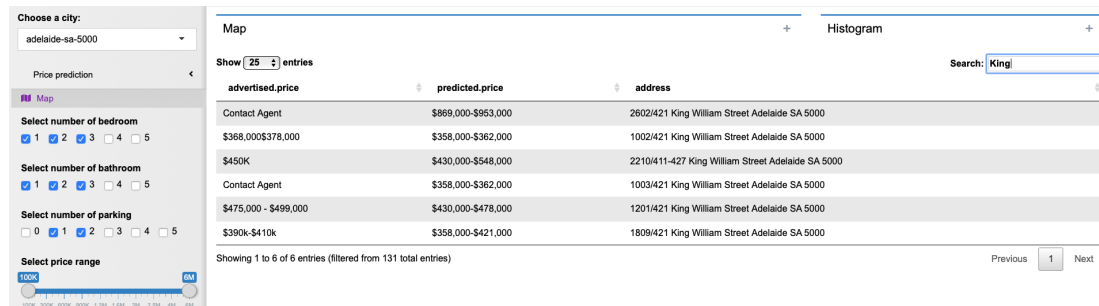 Choose a city:
adelaide-sa-5000
Price prediction
Map
Select number of bedroom
1 2 3 4 5
Select number of bathroom
1 2 3 4 5
Select number of parking
0 1 2 3 4 5
Select price range
100K 6M
Map + Histogram +
Show 25 entries Search: King
advertised.price predicted.price address
Contact Agent $869,000-$953,000 2602/421 King William Street Adelaide SA 5000
$368,000$378,000 $358,000-$362,000 1002/421 King William Street Adelaide SA 5000
$450K $430,000-$548,000 2210/411-427 King William Street Adelaide SA 5000
Contact Agent $358,000-$362,000 1003/421 King William Street Adelaide SA 5000
$475,000 - $499,000 $430,000-$478,000 1201/421 King William Street Adelaide SA 5000
$390k-$410k $358,000-$421,000 1809/421 King William Street Adelaide SA 5000
Showing 1 to 6 of 6 entries (filtered from 131 total entries) Previous 1 Next